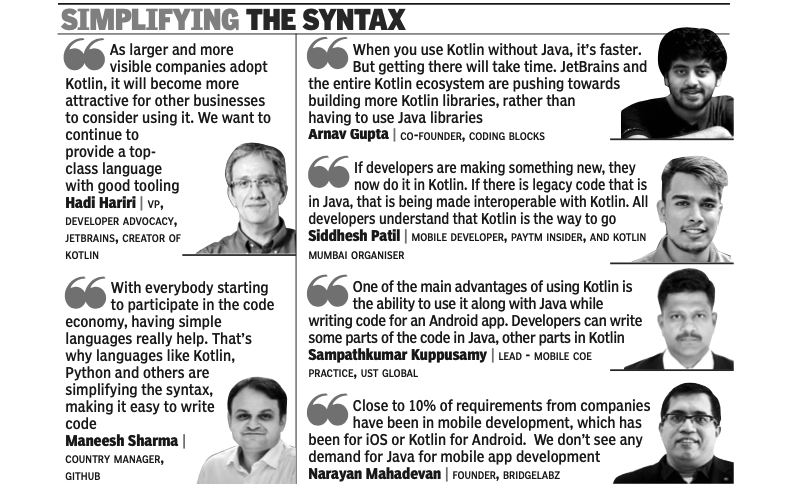 SIMPLIFYING THE SYNTAX
As larger and more
visible companies adopt
Kotlin, it will become more
attractive for other businesses
to consider using it. We want to
continue to
provide a top-
class language
with good tooling
Hadi Hariri | VP,
DEVELOPER ADVOCACY,
JETBRAINS, CREATOR OF
KOTLIN
With everybody starting
to participate in the code
economy, having simple
languages really help. That's
why languages like Kotlin,
Python and others are
simplifying the syntax,
making it easy to write
code
Maneesh Sharma |
COUNTRY MANAGER,
GITHUB
When you use Kotlin without Java, it's faster.
But getting there will take time. JetBrains and
the entire Kotlin ecosystem are pushing towards
building more Kotlin libraries, rather than
having to use Java libraries
Arnav Gupta | CO-FOUNDER, CODING BLOCKS
If developers are making something new, they
now do it in Kotlin. If there is legacy code that is
in Java, that is being made interoperable with Kotlin. All
developers understand that Kotlin is the way to go
Siddhesh Patil | MOBILE DEVELOPER, PAYTM INSIDER, AND KOTLIN
MUMBAI ORGANISER
One of the main advantages of using Kotlin is
the ability to use it along with Java while
writing code for an Android app. Developers can write
some parts of the code in Java, other parts in Kotlin
Sampathkumar Kuppusamy | LEAD - MOBILE COE
PRACTICE, UST GLOBAL
Close to 10% of requirements from companies
have been in mobile development, which has
been for iOS or Kotlin for Android. We don't see any
demand for Java for mobile app development
Narayan Mahadevan | FOUNDER, BRIDGELABZ